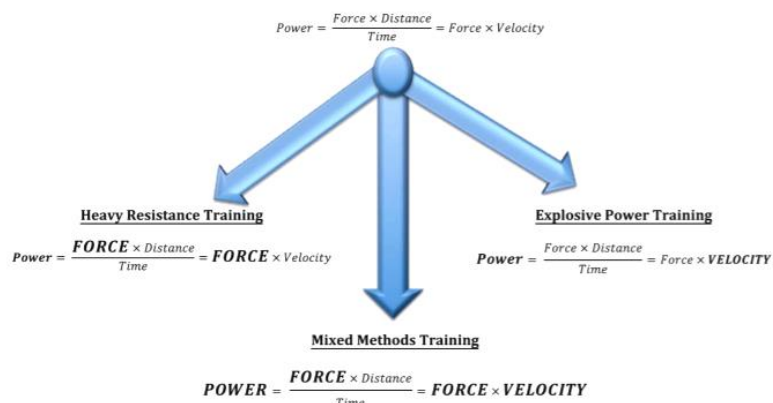 Power = Force × Distance / Time = Force × Velocity
Heavy Resistance Training
Explosive Power Training
Power = FORCE × Distance / Time = FORCE × Velocity
Power = Force × Distance / Time = Force × VELOCITY
Mixed Methods Training
POWER = FORCE × Distance / Time = FORCE × VELOCITY